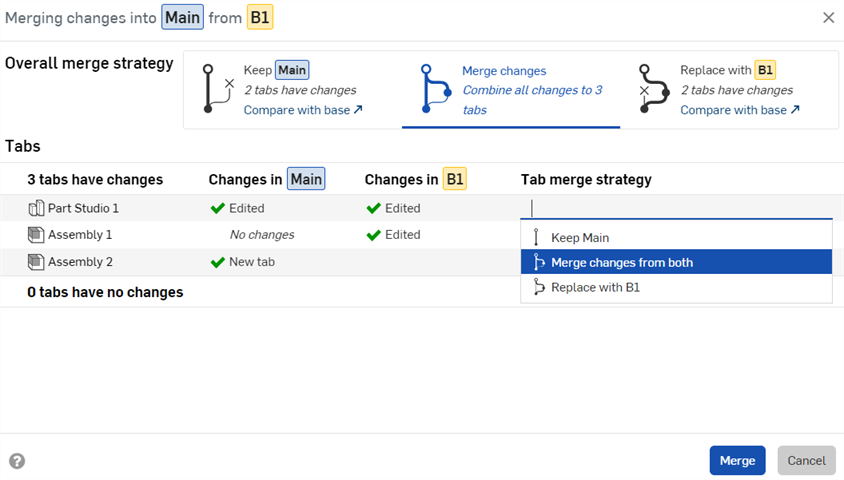 Merging changes into Main from B1
Overall merge strategy
Keep Main
2 tabs have changes
Compare with base
Merge changes
Combine all changes to 3
tabs
Replace with B1
2 tabs have changes
Compare with base
Tabs
3 tabs have changes Changes in Main Changes in B1 Tab merge strategy
Part Studio 1 Edited Edited
Assembly 1 No changes Edited
Assembly 2 New tab
Keep Main
Merge changes from both
Replace with B1
0 tabs have no changes
? Merge Cancel